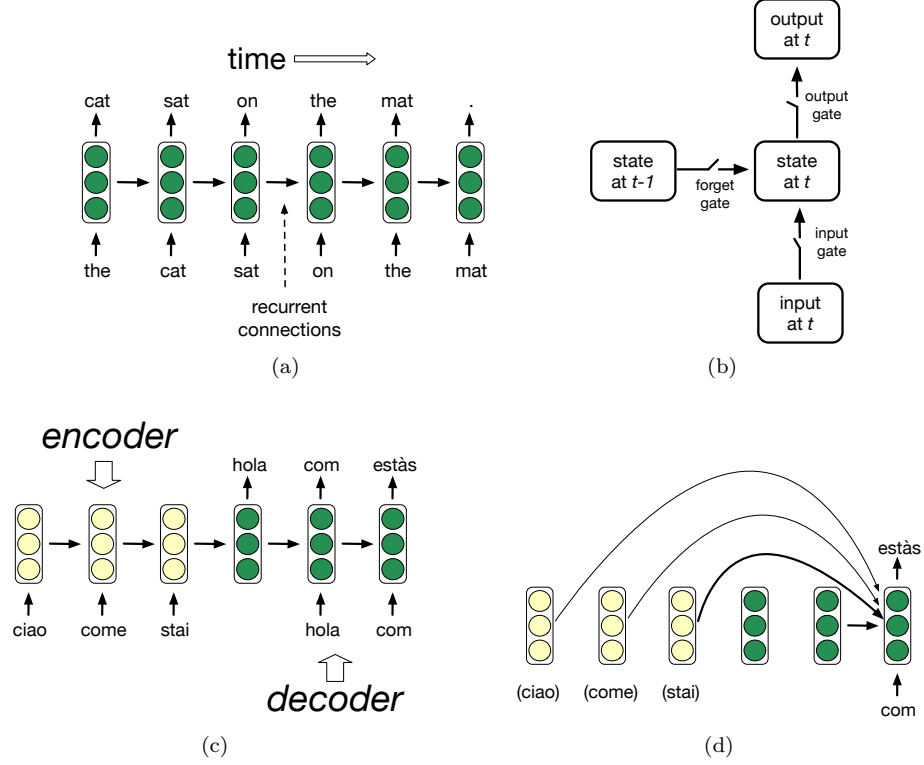 time
cat sat on the mat .
the cat sat on the mat
recurrent
connections
(a)
output
at t
output
gate
state
at t-1
forget
gate
state
at t
input
gate
input
at t
(b)
encoder
hola com estàs
ciao come stai hola com
decoder
(c)
estàs
(ciao) (come) (stai)
com
(d)